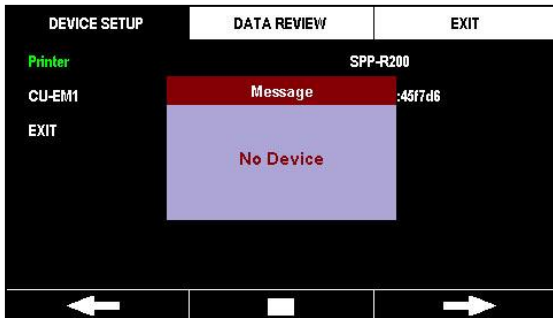 DEVICE SETUP DATA REVIEW EXIT
Printer SPP-R200
CU-EM1 :45f7d6
EXIT
Message
No Device